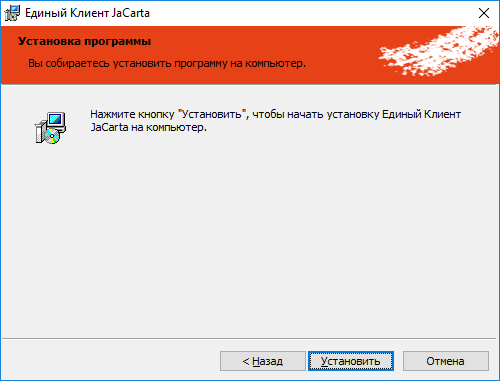 Единый Клиент JaCarta
Установка программы
Вы собираетесь установить программу на компьютер.
Нажмите кнопку "Установить", чтобы начать установку Единый Клиент
JaCarta на компьютер.
< Назад
Установить
Отмена